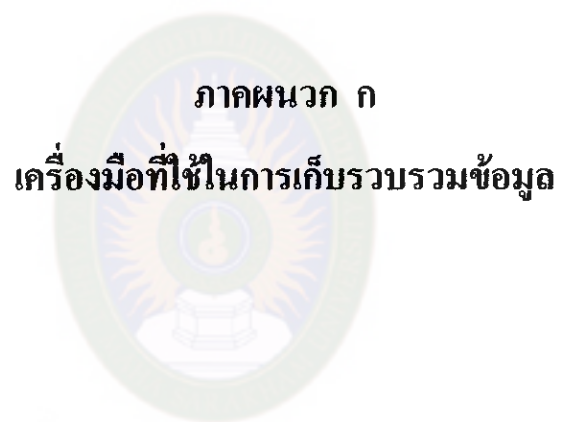 ภาคผนวก ก
เครื่องมือที่ใช้ในการเก็บรวบรวมข้อมูล